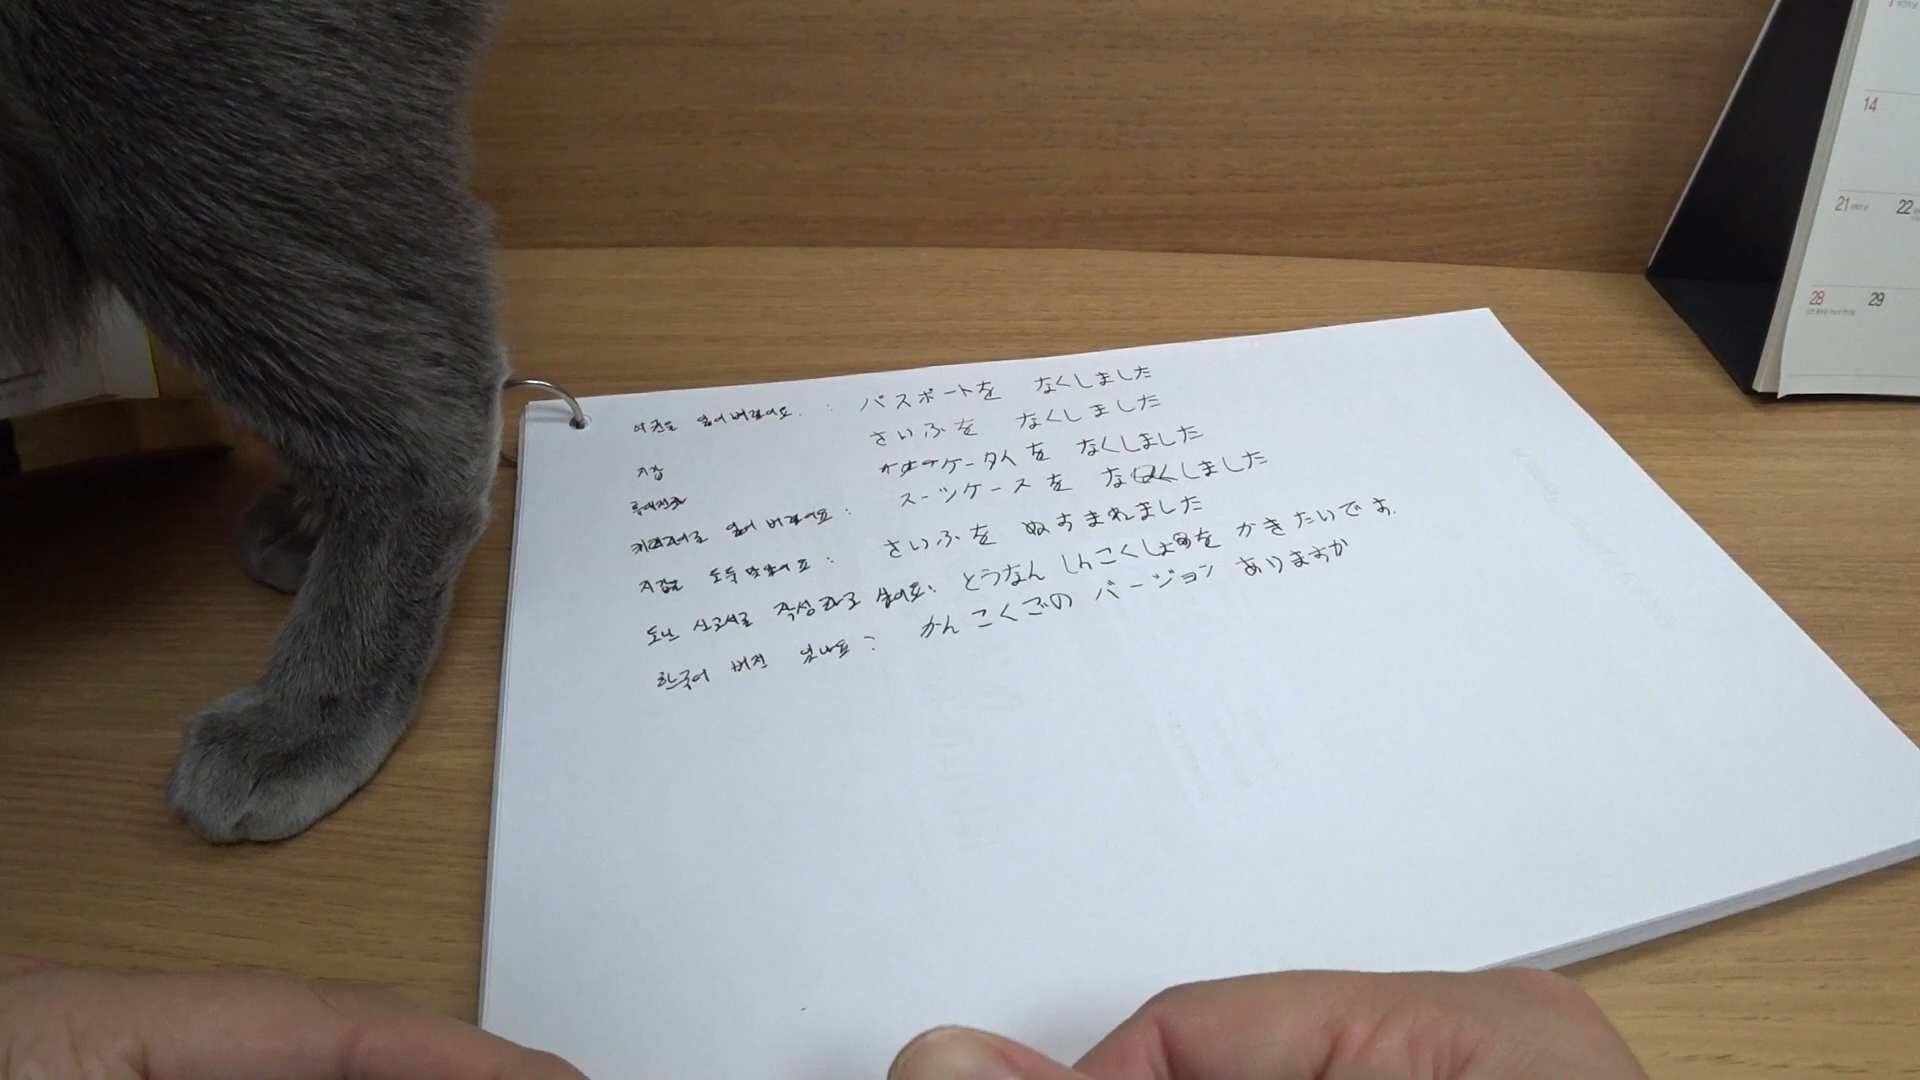 여권을 잃어버렸어요. : パスポートを なくしました
지갑 さいふを なくしました
휴대전화 ケータイを なくしました
캐리어를 잃어 버렸어요 : スーツケースを なくしました
지갑을 도둑 맞았어요 : さいふを ぬすまれました
도난 신고서를 작성하고 싶어요: とうなん しんこくしょを かきたいです.
한국어 버전 있나요? かんこくごの バージョン ありますか
14
21 22
28 29